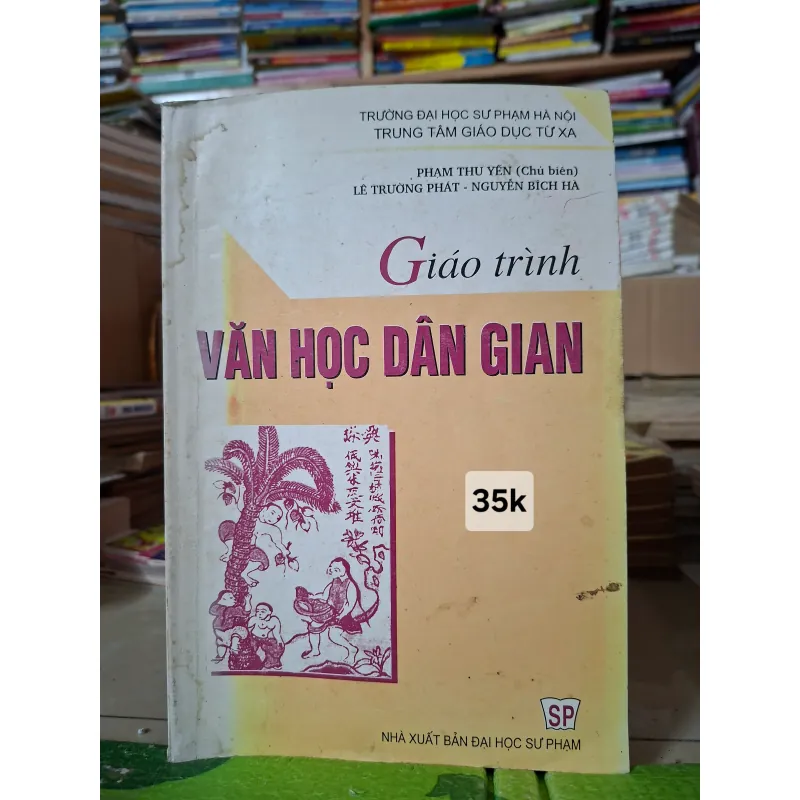 TRƯỜNG ĐẠI HỌC SƯ PHẠM HÀ NỘI
TRUNG TÂM GIÁO DỤC TỪ XA
PHẠM THU YẾN (Chủ biên)
LÊ TRƯỜNG PHÁT - NGUYỄN BÍCH HÀ
Giáo trình
VĂN HỌC DÂN GIAN
35k
SP
NHÀ XUẤT BẢN ĐẠI HỌC SƯ PHẠM